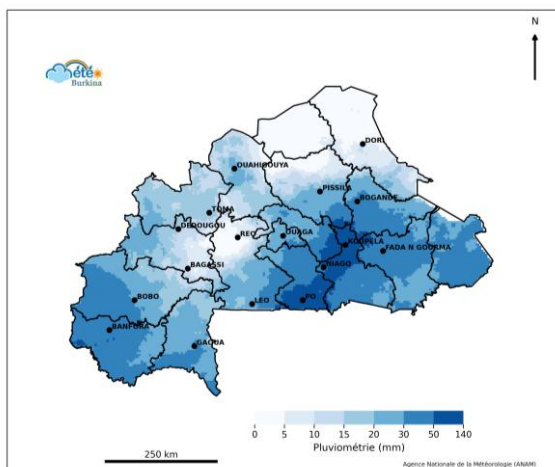 N
Météo
Burkina
DORI
OUAHIGOUYA
PISSILA
BOGANDE
TOMA
DEDOUGOU
REO
OUAGA
KOUPELA
FADA N GOURMA
BAGASSI
NIAGO
BOBO
LEO
PO
BANFORA
GAOUA
0 5 10 15 20 30 50 140
Pluviométrie (mm)
250 km
Agence Nationale de la Météorologie (ANAM)